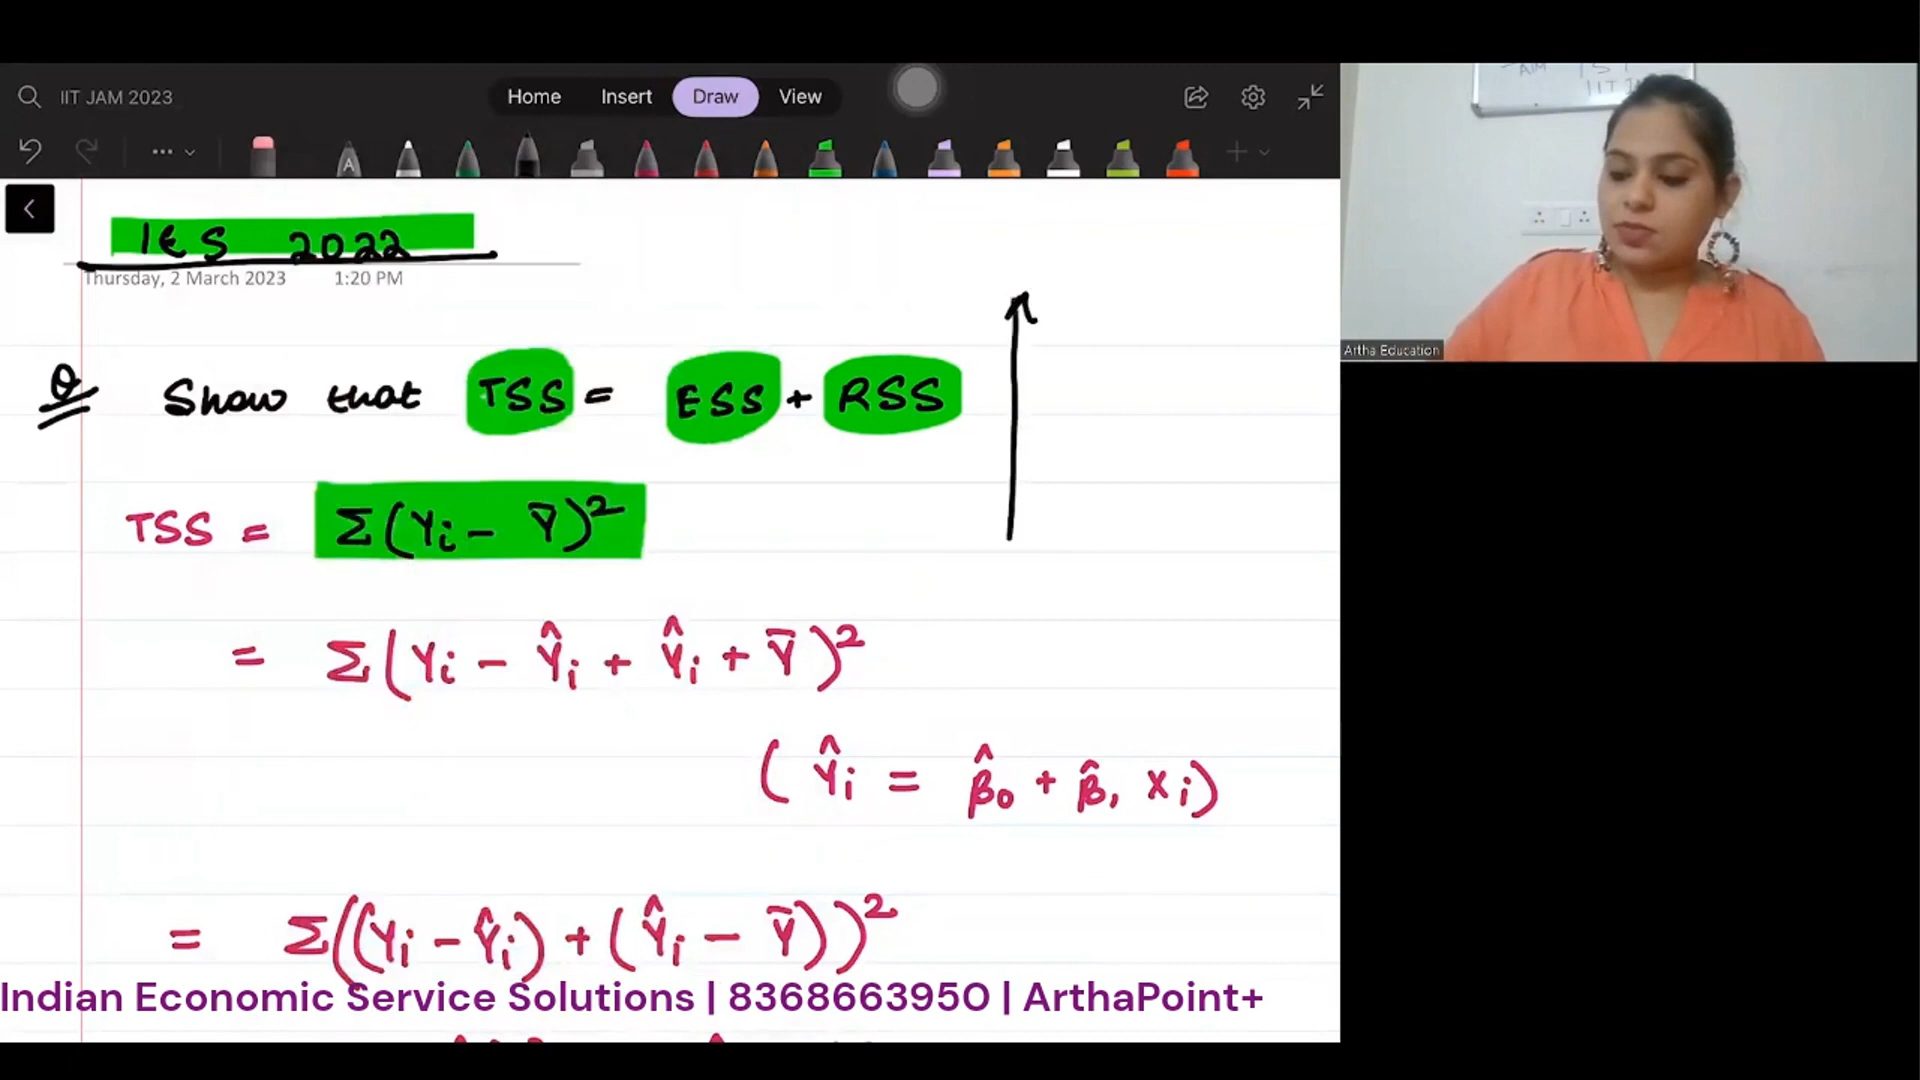 IIT JAM 2023
Home Insert Draw View
A
IES 2022
Thursday, 2 March 2023 1:20 PM
Q Show that TSS = ESS + RSS
TSS = Σ(Yi - Ȳ)²
= Σ(Yi - Ŷi + Ŷi + Ȳ)²
(Ŷi = β̂0 + β̂1 Xi)
= Σ((Yi - Ŷi) + (Ŷi - Ȳ))²
Indian Economic Service Solutions | 8368663950 | ArthaPoint+
Artha Education